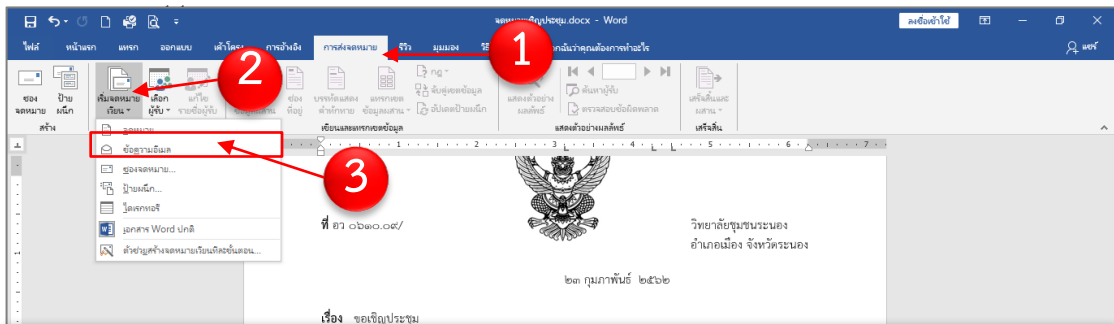 จดหมายเชิญประชุม.docx - Word
ลงชื่อเข้าใช้
ไฟล์ หน้าแรก แทรก ออกแบบ เค้าโครง การอ้างอิง การส่งจดหมาย รีวิว มุมมอง
แชร์
1
2
3
ซองจดหมาย
ป้ายผนึก
เริ่มจดหมายเวียน
เลือกผู้รับ
แก้ไขรายชื่อผู้รับ
บรรทัดแสดงคำทักทาย
แทรกเขตข้อมูลผสาน
กฎ
จับคู่เขตข้อมูล
อัปเดตป้ายผนึก
แสดงตัวอย่างผลลัพธ์
ค้นหาผู้รับ
ตรวจสอบข้อผิดพลาด
เสร็จสิ้นและผสาน
สร้าง
เขียนและแทรกเขตข้อมูล
แสดงตัวอย่างผลลัพธ์
เสร็จสิ้น
จดหมาย
ข้อความอีเมล
ซองจดหมาย...
ป้ายผนึก...
ไดเรกทอรี
เอกสาร Word ปกติ
ตัวช่วยสร้างจดหมายเวียนทีละขั้นตอน...
1 2 3 4 5 6 7
ที่ อว ๐๖๑๐.๐๙/
วิทยาลัยชุมชนระนอง
อำเภอเมือง จังหวัดระนอง
๒๓ กุมภาพันธ์ ๒๕๖๒
เรื่อง ขอเชิญประชุม